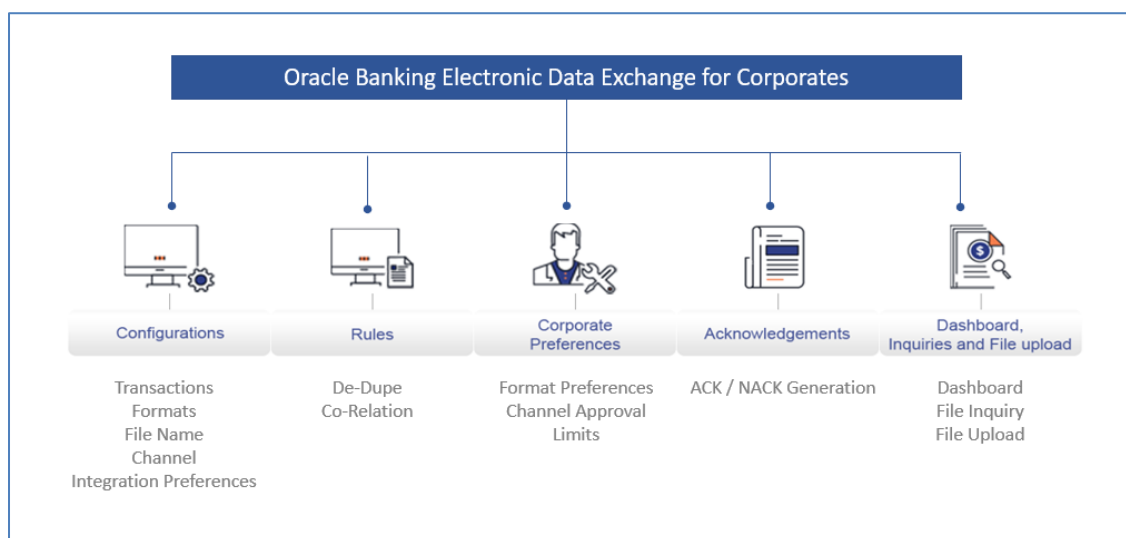 Oracle Banking Electronic Data Exchange for Corporates
$
Configurations
Transactions
Formats
File Name
Channel
Integration Preferences
Rules
De-Dupe
Co-Relation
Corporate
Preferences
Format Preferences
Channel Approval
Limits
Acknowledgements
ACK / NACK Generation
Dashboard,
Inquiries and File upload
Dashboard
File Inquiry
File Upload